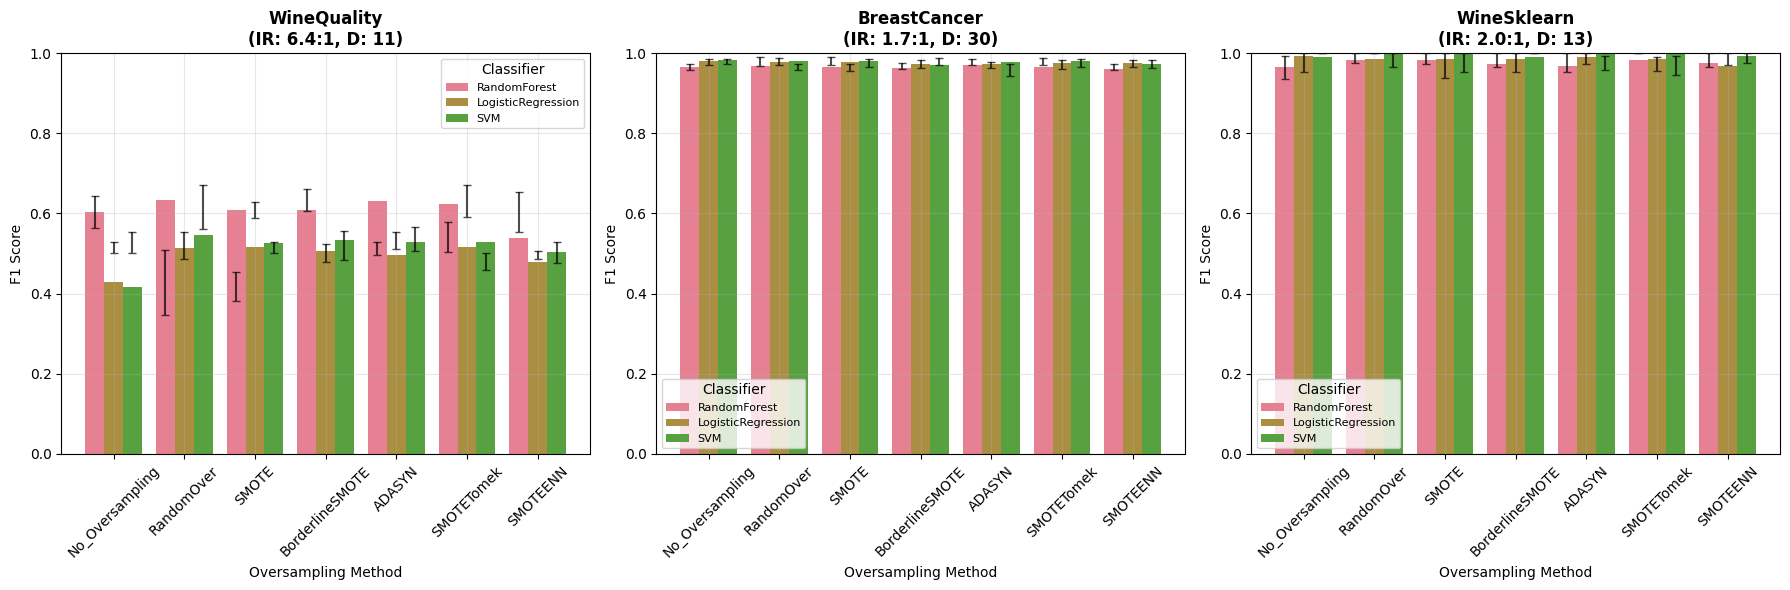 WineQuality
(IR: 6.4:1, D: 11)
F1 Score
1.0
0.8
0.6
0.4
0.2
0.0
Classifier
RandomForest
LogisticRegression
SVM
No_Oversampling
RandomOver
SMOTE
BorderlineSMOTE
ADASYN
SMOTETomek
SMOTEENN
Oversampling Method
BreastCancer
(IR: 1.7:1, D: 30)
F1 Score
1.0
0.8
0.6
0.4
0.2
0.0
Classifier
RandomForest
LogisticRegression
SVM
No_Oversampling
RandomOver
SMOTE
BorderlineSMOTE
ADASYN
SMOTETomek
SMOTEENN
Oversampling Method
WineSklearn
(IR: 2.0:1, D: 13)
F1 Score
1.0
0.8
0.6
0.4
0.2
0.0
Classifier
RandomForest
LogisticRegression
SVM
No_Oversampling
RandomOver
SMOTE
BorderlineSMOTE
ADASYN
SMOTETomek
SMOTEENN
Oversampling Method